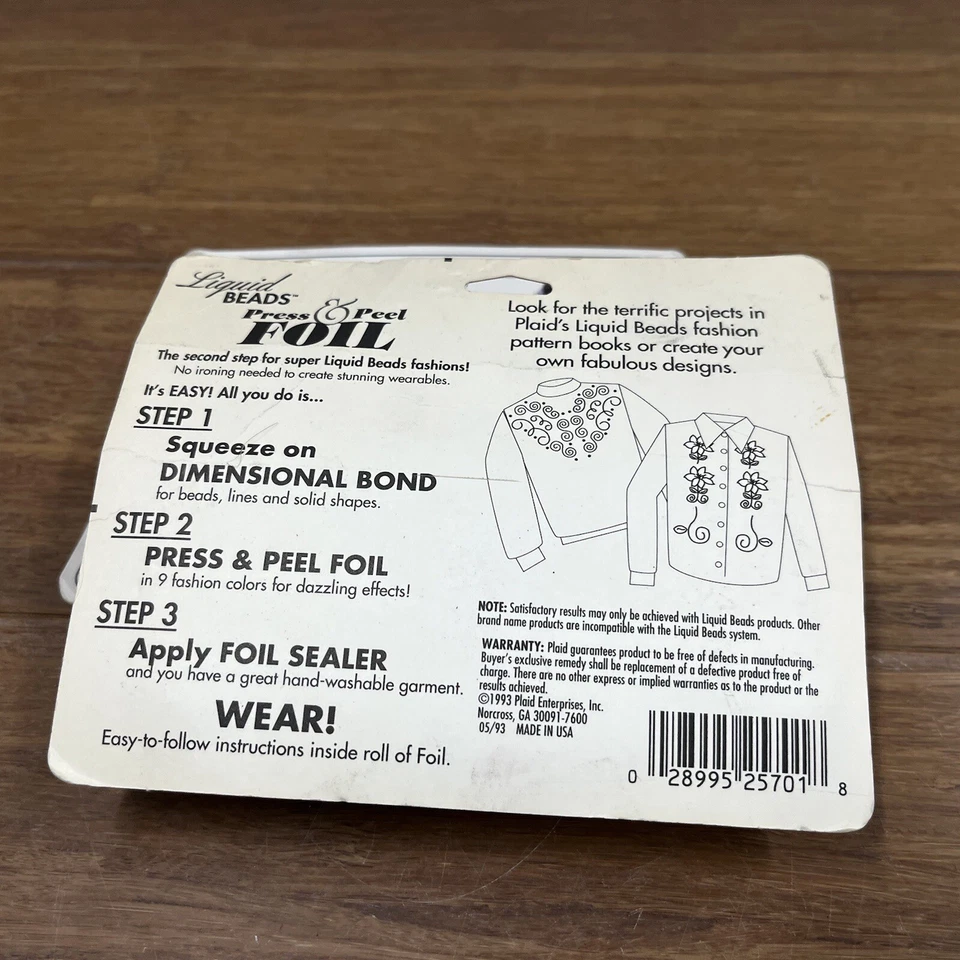 Liquid
BEADS™
Press & Peel
FOIL
The second step for super Liquid Beads fashions!
No ironing needed to create stunning wearables.
It's EASY! All you do is...
STEP 1
Squeeze on
DIMENSIONAL BOND
for beads, lines and solid shapes.
STEP 2
PRESS & PEEL FOIL
in 9 fashion colors for dazzling effects!
STEP 3
Apply FOIL SEALER
and you have a great hand-washable garment.
WEAR!
Easy-to-follow instructions inside roll of Foil.
Look for the terrific projects in
Plaid's Liquid Beads fashion
pattern books or create your
own fabulous designs.
NOTE: Satisfactory results may only be achieved with Liquid Beads products. Other
brand name products are incompatible with the Liquid Beads system.
WARRANTY: Plaid guarantees product to be free of defects in manufacturing.
Buyer's exclusive remedy shall be replacement of a defective product free of
charge. There are no other express or implied warranties as to the product or the
results achieved.
©1993 Plaid Enterprises, Inc.
Norcross, GA 30091-7600
05/93 MADE IN USA
0 28995 25701 8